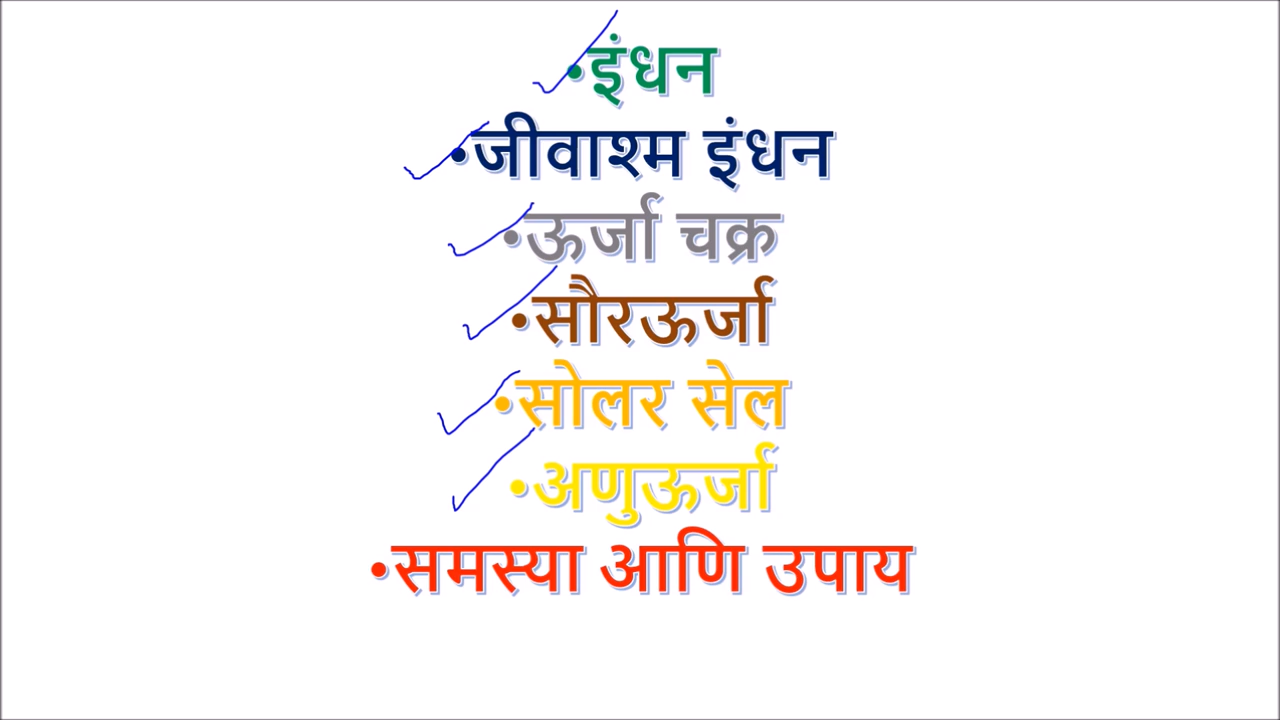 •इंधन
•जीवाश्म इंधन
•ऊर्जा चक्र
•सौरऊर्जा
•सोलर सेल
•अणुऊर्जा
•समस्या आणि उपाय